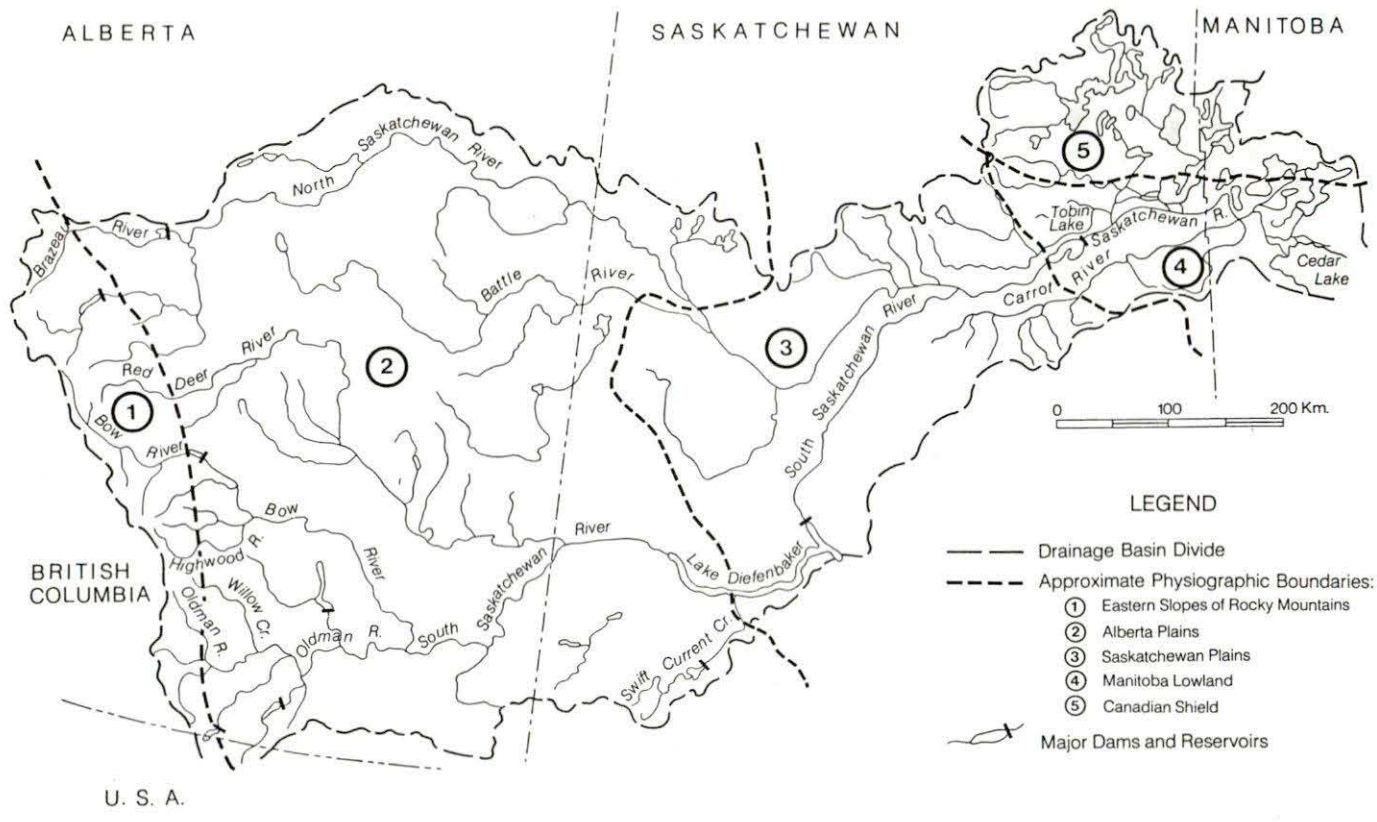 ALBERTA
SASKATCHEWAN
MANITOBA
North Saskatchewan River
5
Brazeau River
Tobin Lake
Saskatchewan R.
4
Cedar Lake
Battle River
Carrot River
Red Deer River
2
3
1
Bow River
South Saskatchewan River
0 100 200 Km.
Bow River
Highwood R.
River
Lake Diefenbaker
BRITISH
COLUMBIA
Oldman R.
Willow Cr.
Oldman R.
South Saskatchewan
Swift Current Cr.
U. S. A.
LEGEND
Drainage Basin Divide
Approximate Physiographic Boundaries:
1 Eastern Slopes of Rocky Mountains
2 Alberta Plains
3 Saskatchewan Plains
4 Manitoba Lowland
5 Canadian Shield
Major Dams and Reservoirs